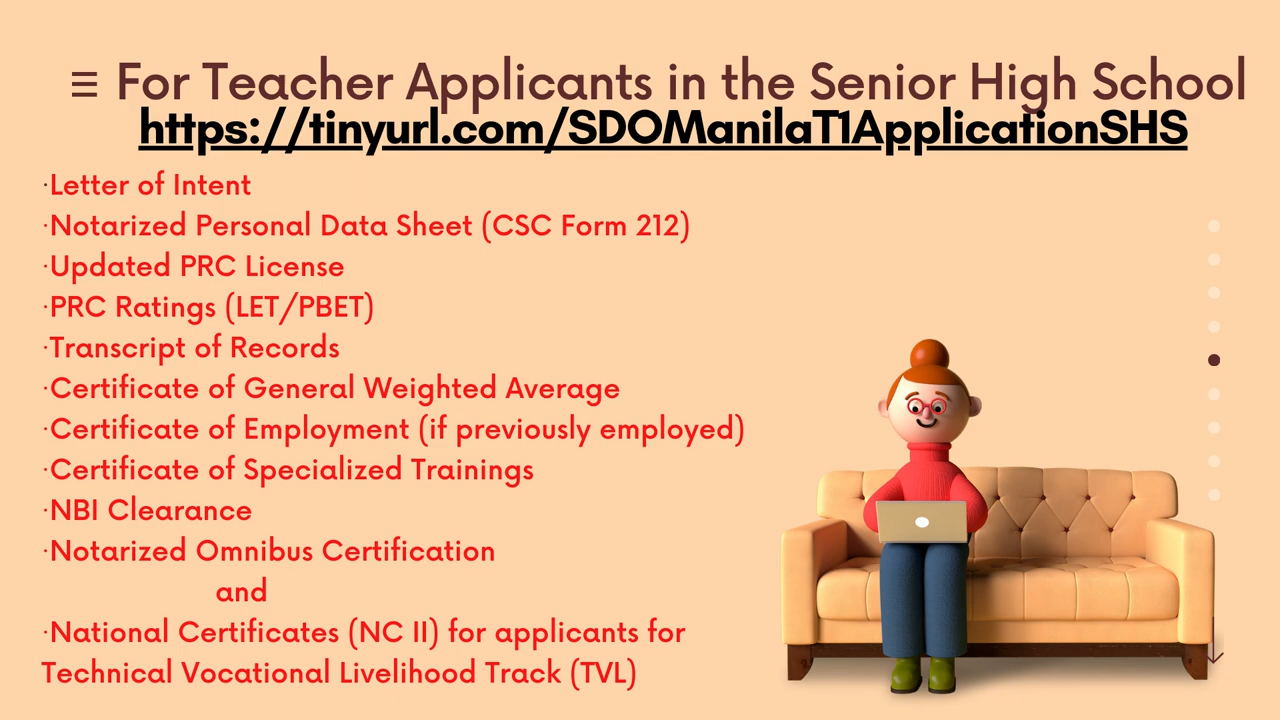 For Teacher Applicants in the Senior High School
https://tinyurl.com/SDOManilaT1ApplicationSHS
·Letter of Intent
·Notarized Personal Data Sheet (CSC Form 212)
·Updated PRC License
·PRC Ratings (LET/PBET)
·Transcript of Records
·Certificate of General Weighted Average
·Certificate of Employment (if previously employed)
·Certificate of Specialized Trainings
·NBI Clearance
·Notarized Omnibus Certification
and
·National Certificates (NC II) for applicants for
Technical Vocational Livelihood Track (TVL)